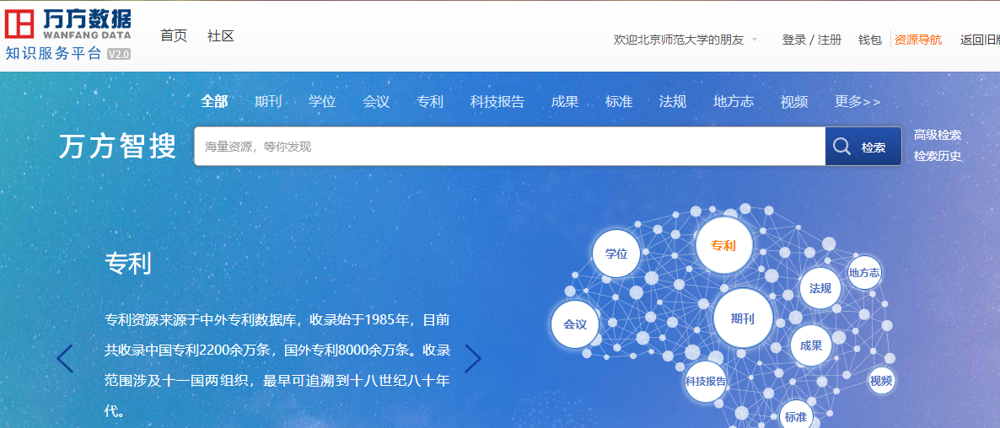 万方数据
WANFANG DATA
知识服务平台 V2.0
首页 社区
欢迎北京师范大学的朋友 登录 / 注册 钱包 资源导航 返回旧版
全部 期刊 学位 会议 专利 科技报告 成果 标准 法规 地方志 视频 更多>>
万方智搜 海量资源，等你发现 检索
高级检索
检索历史
专利
专利资源来源于中外专利数据库，收录始于1985年，目前
共收录中国专利2200余万条，国外专利8000余万条。收录
范围涉及十一国两组织，最早可追溯到十八世纪八十年
代。
学位
专利
地方志
法规
会议
期刊
成果
科技报告
视频
标准